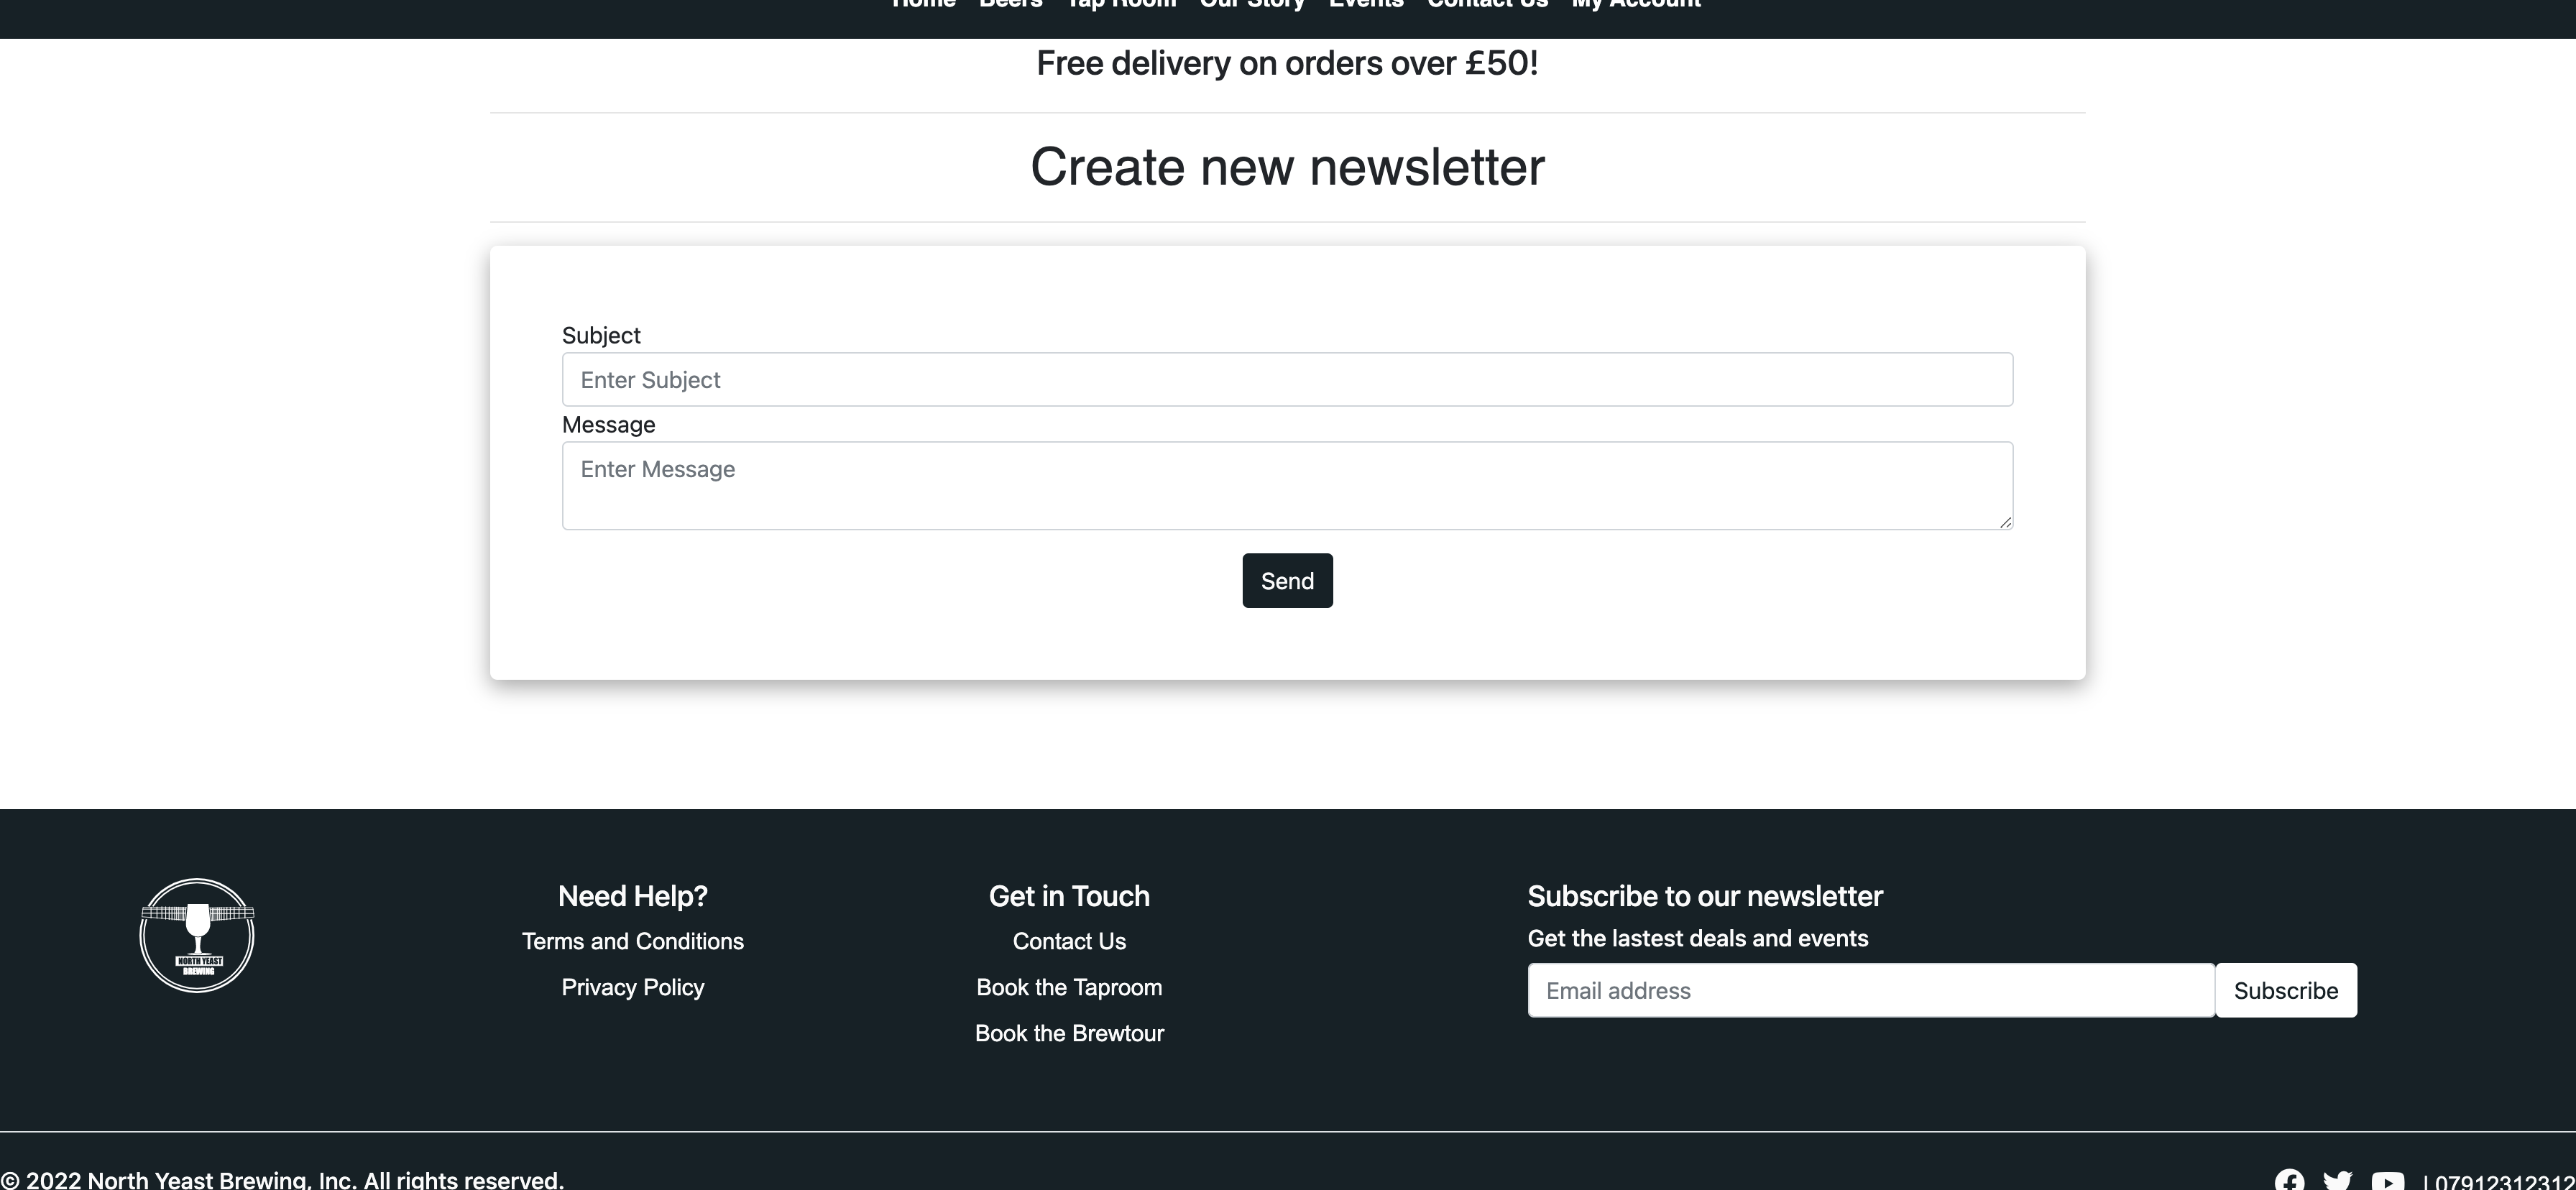 Home Beers Tap Room Our Story Events Contact Us My Account
Free delivery on orders over £50!
Create new newsletter
Subject
Enter Subject
Message
Enter Message
Send
NORTH YEAST
BREWING
Need Help?
Terms and Conditions
Privacy Policy
Get in Touch
Contact Us
Book the Taproom
Book the Brewtour
Subscribe to our newsletter
Get the lastest deals and events
Email address
Subscribe
© 2022 North Yeast Brewing, Inc. All rights reserved.
| 07912312312